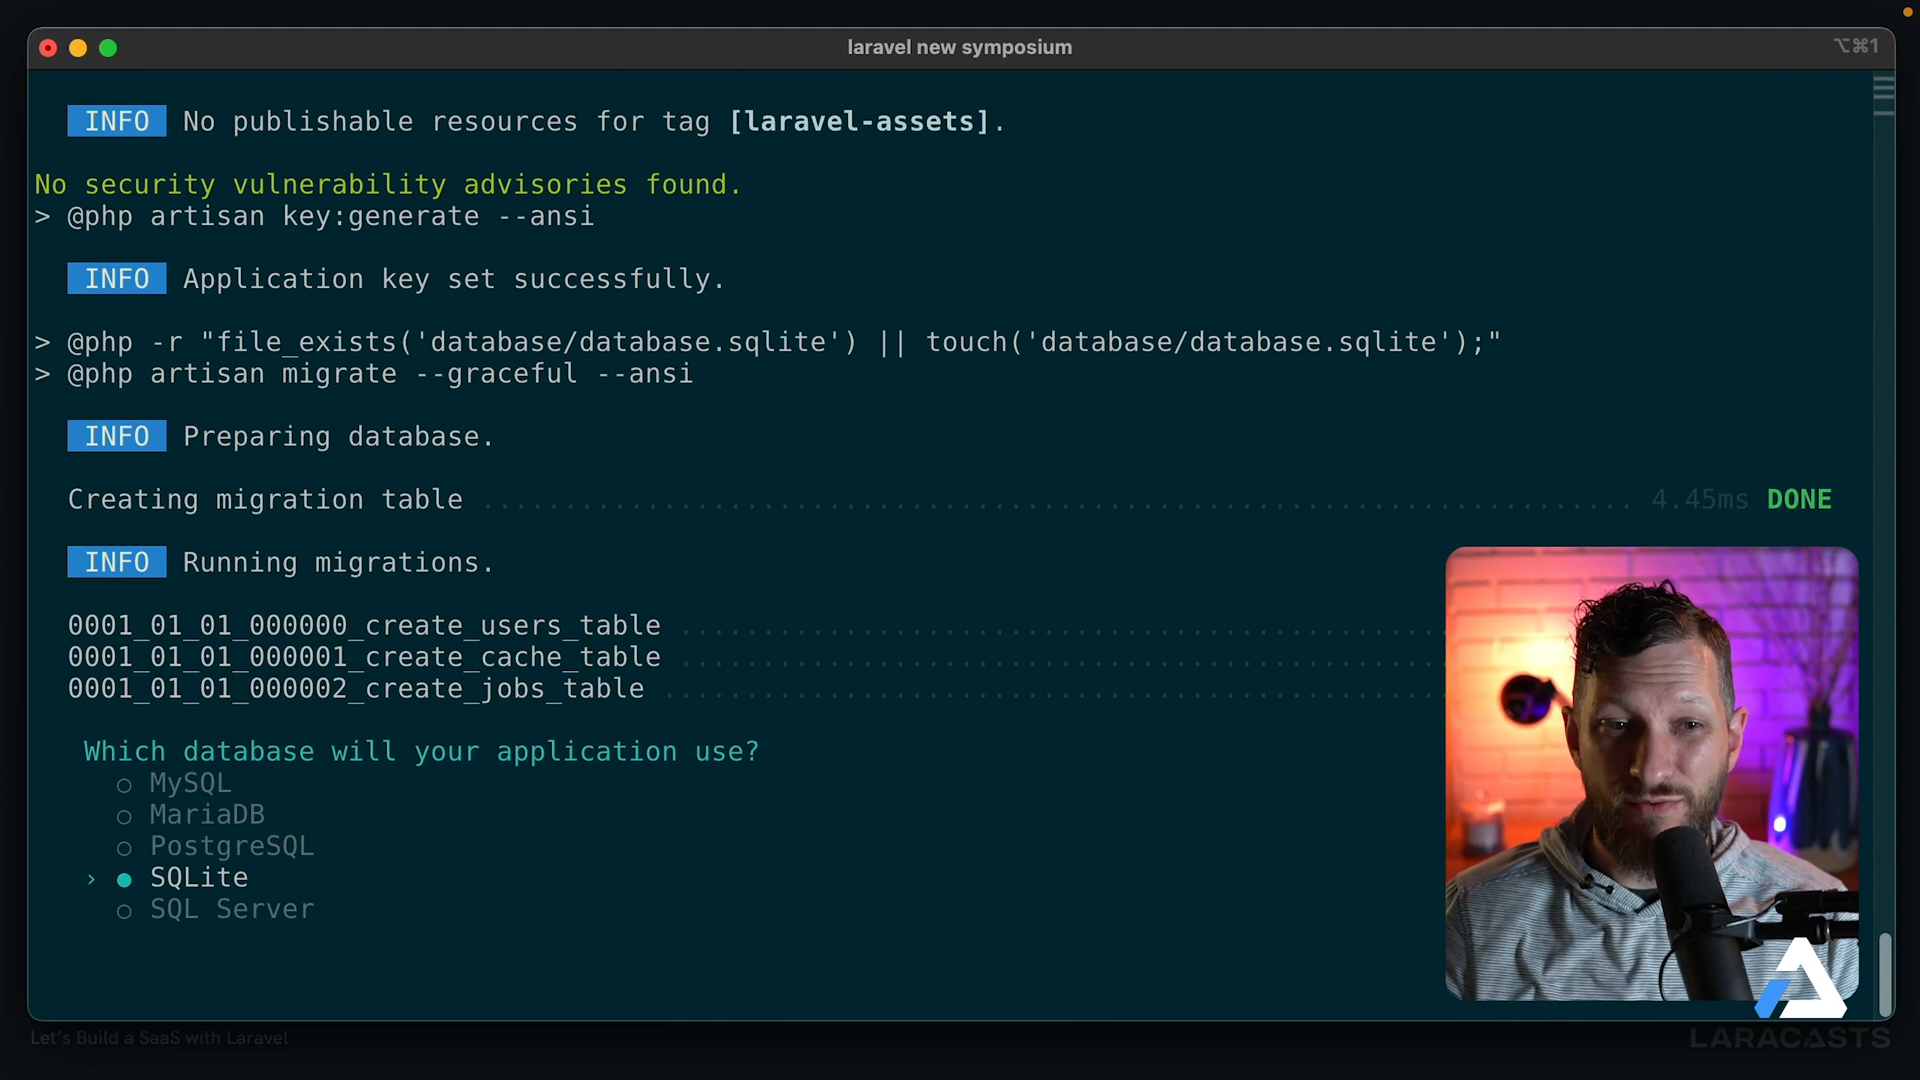 laravel new symposium
⌥⌘1
INFO No publishable resources for tag [laravel-assets].
No security vulnerability advisories found.
> @php artisan key:generate --ansi
INFO Application key set successfully.
> @php -r "file_exists('database/database.sqlite') || touch('database/database.sqlite');"
> @php artisan migrate --graceful --ansi
INFO Preparing database.
Creating migration table ...................................................................... 4.45ms DONE
INFO Running migrations.
0001_01_01_000000_create_users_table ...............................................
0001_01_01_000001_create_cache_table ...............................................
0001_01_01_000002_create_jobs_table ................................................
Which database will your application use?
○ MySQL
○ MariaDB
○ PostgreSQL
› ● SQLite
○ SQL Server
Let's Build a SaaS with Laravel
LARACASTS